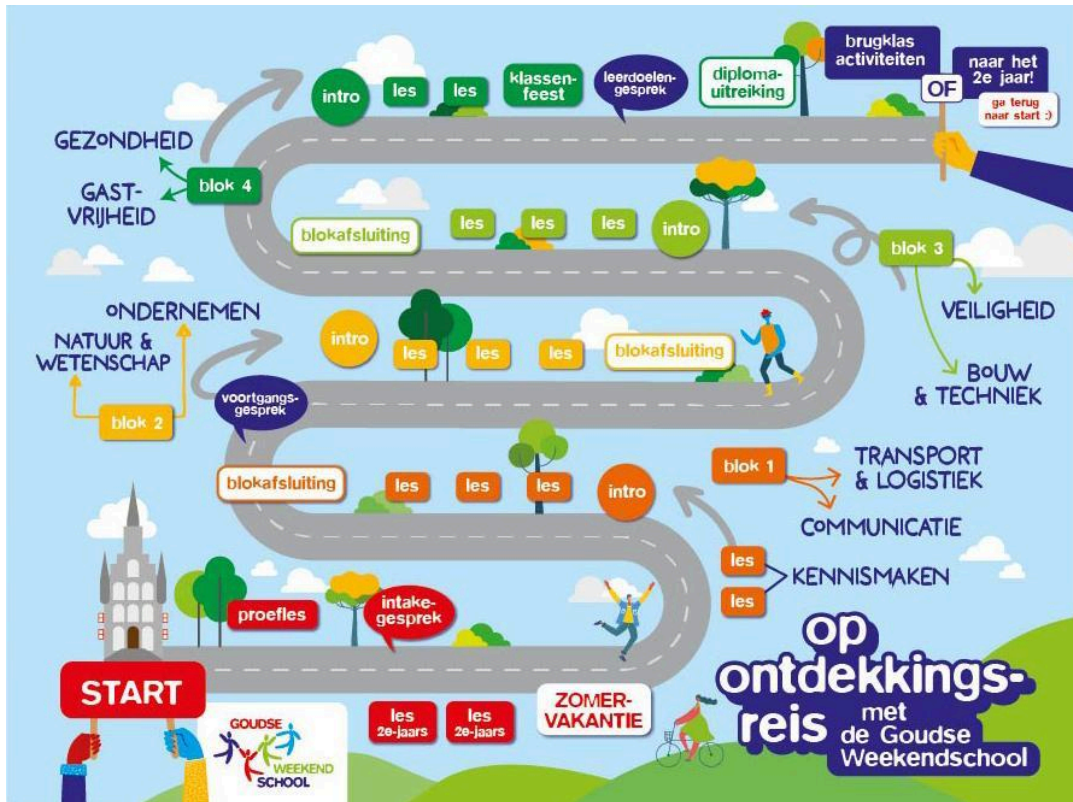 brugklas
activiteiten
OF
naar het
2e jaar!
ga terug
naar start :)
intro
les
les
klassen-
feest
leerdoelen-
gesprek
diploma-
uitreiking
GEZONDHEID
GAST-
VRIJHEID
blok 4
blokafsluiting
les
les
les
intro
blok 3
VEILIGHEID
BOUW
& TECHNIEK
ONDERNEMEN
NATUUR &
WETENSCHAP
blok 2
intro
les
les
les
blokafsluiting
voortgangs-
gesprek
blokafsluiting
les
les
les
intro
blok 1
TRANSPORT
& LOGISTIEK
COMMUNICATIE
les
les
KENNISMAKEN
proefles
intake-
gesprek
START
GOUDSE
WEEKEND
SCHOOL
les
2e-jaars
les
2e-jaars
ZOMER-
VAKANTIE
op
ontdekkings-
reis met
de Goudse
Weekendschool